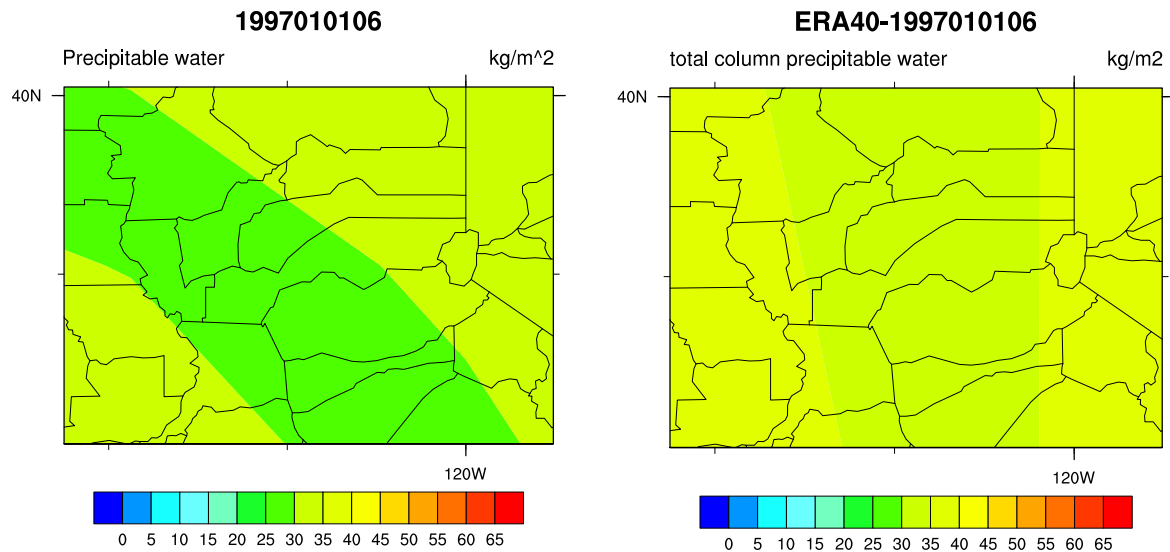 1997010106
Precipitable water kg/m^2
40N
120W
0 5 10 15 20 25 30 35 40 45 50 55 60 65
ERA40-1997010106
total column precipitable water kg/m2
40N
120W
0 5 10 15 20 25 30 35 40 45 50 55 60 65